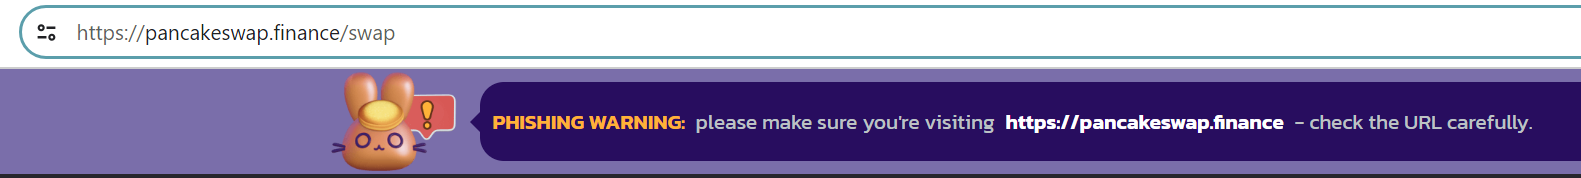 https://pancakeswap.finance/swap
PHISHING WARNING: please make sure you're visiting https://pancakeswap.finance - check the URL carefully.